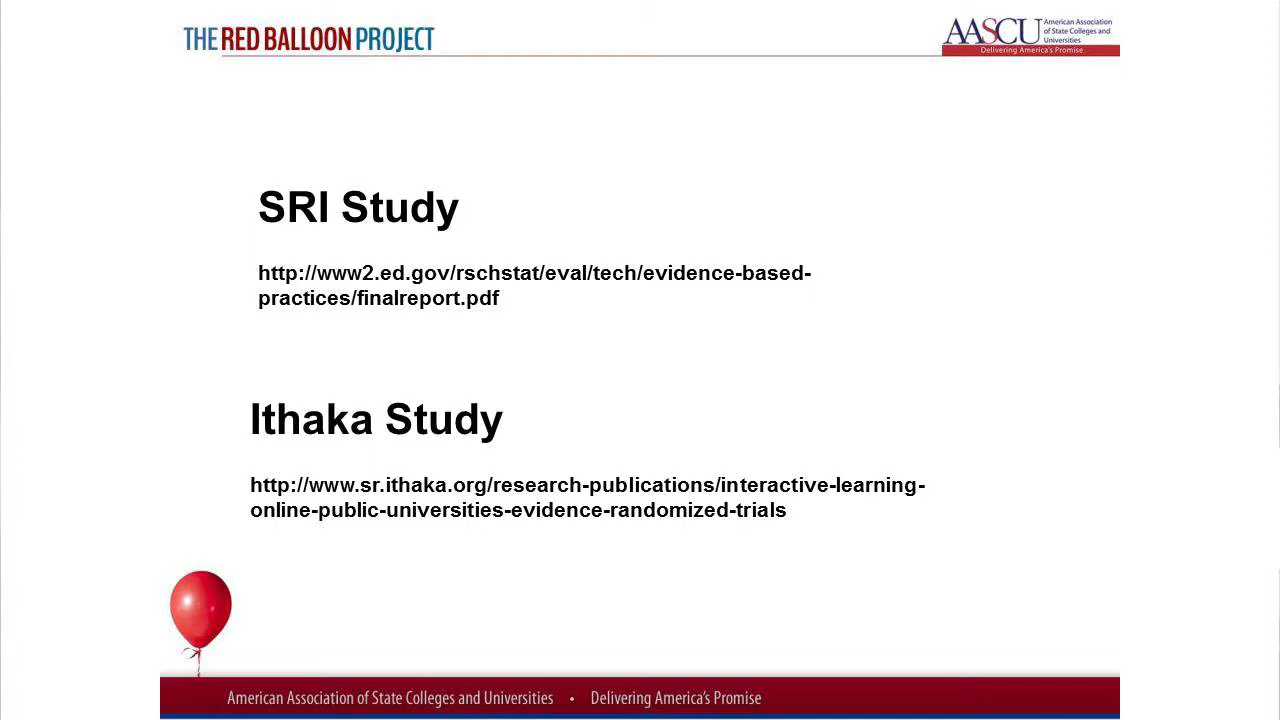 THE RED BALLOON PROJECT
AASCU
American Association
of State Colleges and
Universities
Delivering America's Promise
SRI Study
http://www2.ed.gov/rschstat/eval/tech/evidence-based-
practices/finalreport.pdf
Ithaka Study
http://www.sr.ithaka.org/research-publications/interactive-learning-
online-public-universities-evidence-randomized-trials
American Association of State Colleges and Universities • Delivering America's Promise